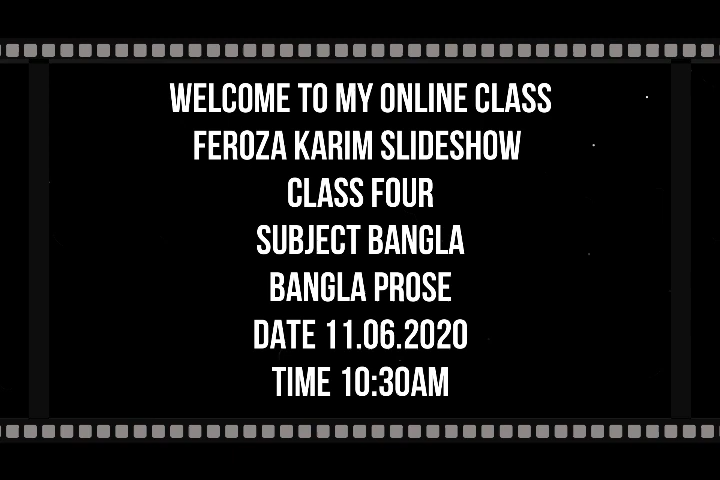 WELCOME TO MY ONLINE CLASS
FEROZA KARIM SLIDESHOW
CLASS FOUR
SUBJECT BANGLA
BANGLA PROSE
DATE 11.06.2020
TIME 10:30AM